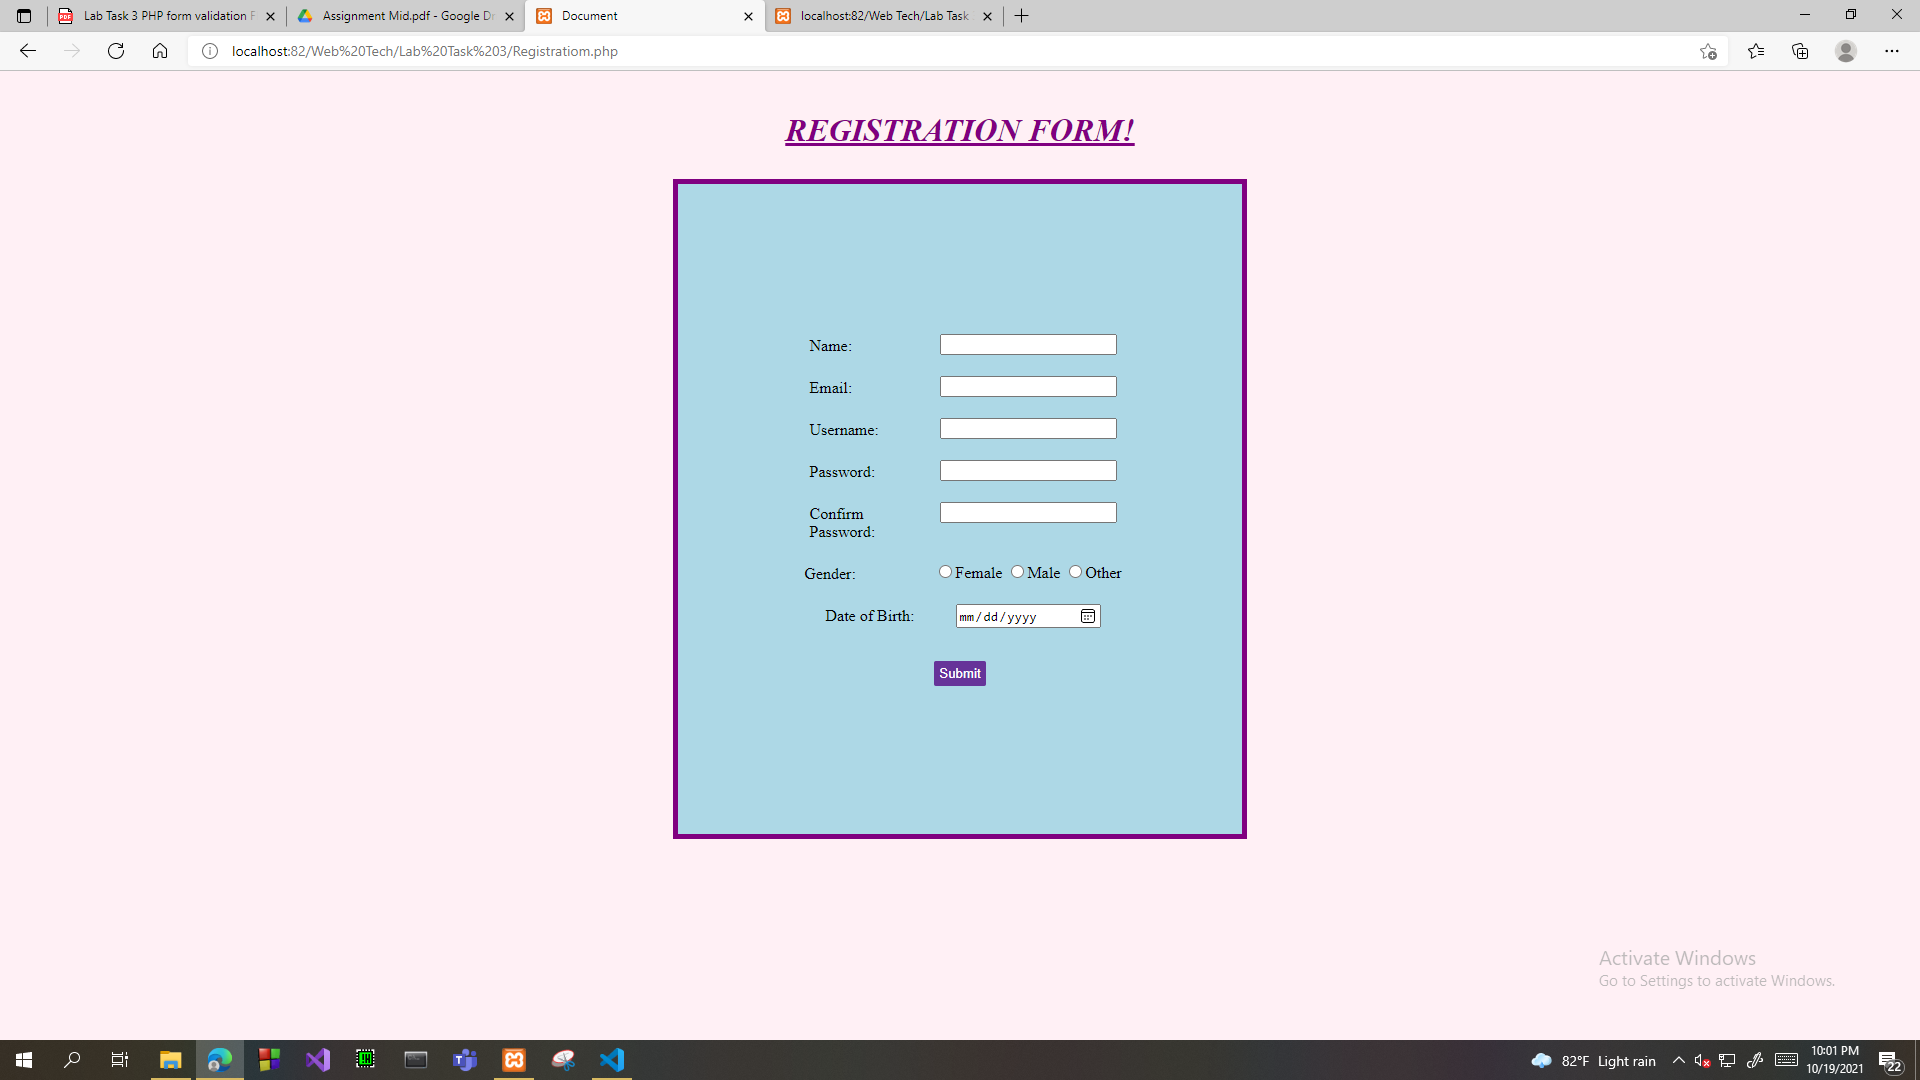 Lab Task 3 PHP form validation F
Assignment Mid.pdf - Google Dr
Document
localhost:82/Web Tech/Lab Task
localhost:82/Web%20Tech/Lab%20Task%203/Registratiom.php
REGISTRATION FORM!
Name:
Email:
Username:
Password:
Confirm
Password:
Gender:
Female Male Other
Date of Birth:
mm/dd/yyyy
Submit
Activate Windows
Go to Settings to activate Windows.
82°F Light rain
10:01 PM
10/19/2021
22